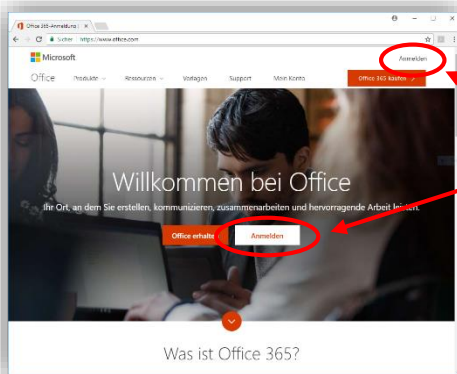 Office 365-Anmeldung
Sicher https://www.office.com
Microsoft
Anmelden
Office Produkte Ressourcen Vorlagen Support Mein Konto Office 365 kaufen
Willkommen bei Office
Ihr Ort, an dem Sie erstellen, kommunizieren, zusammenarbeiten und hervorragende Arbeit leisten.
Office erhalten Anmelden
Was ist Office 365?